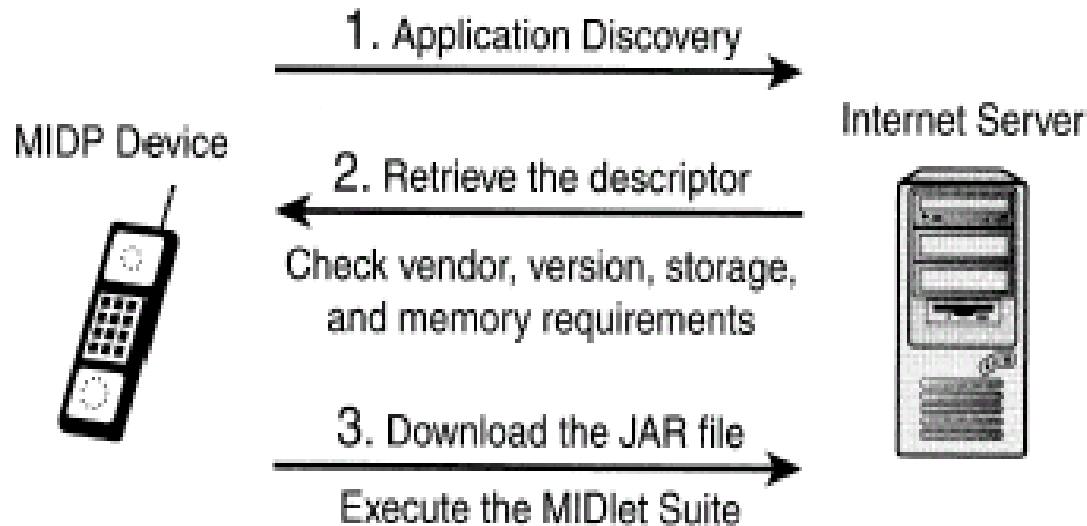 1. Application Discovery
MIDP Device
Internet Server
2. Retrieve the descriptor
Check vendor, version, storage,
and memory requirements
3. Download the JAR file
Execute the MIDlet Suite